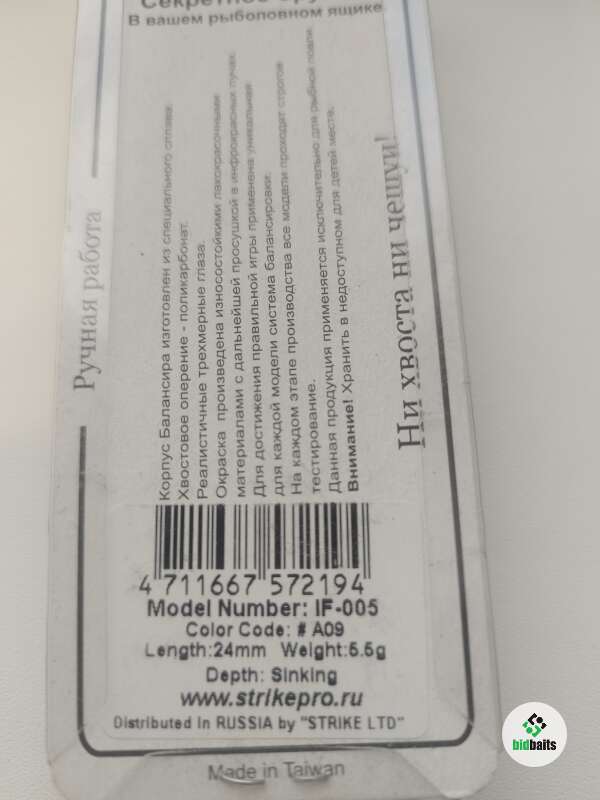 Секретное
В вашем рыболовном ящике
Ручная работа
Корпус Балансира изготовлен из специального сплава.
Хвостовое оперение - поликарбонат.
Реалистичные трехмерные глаза.
Окраска произведена износостойкими лакокрасочными
материалами с дальнейшей просушкой в инфрокрасных лучах.
Для достижения правильной игры применена уникальная
для каждой модели система балансировки.
На каждом этапе производства все модели проходят строгое
тестирование.
Данная продукция применяется исключительно для рыбной ловли.
Внимание! Хранить в недоступном для детей месте.
Ни хвоста ни чешуи!
4 711667 572194
Model Number: IF-005
Color Code: # A09
Length:24mm Weight:5.5g
Depth: Sinking
www.strikepro.ru
Distributed In RUSSIA by "STRIKE LTD"
Made in Taiwan
bidbaits